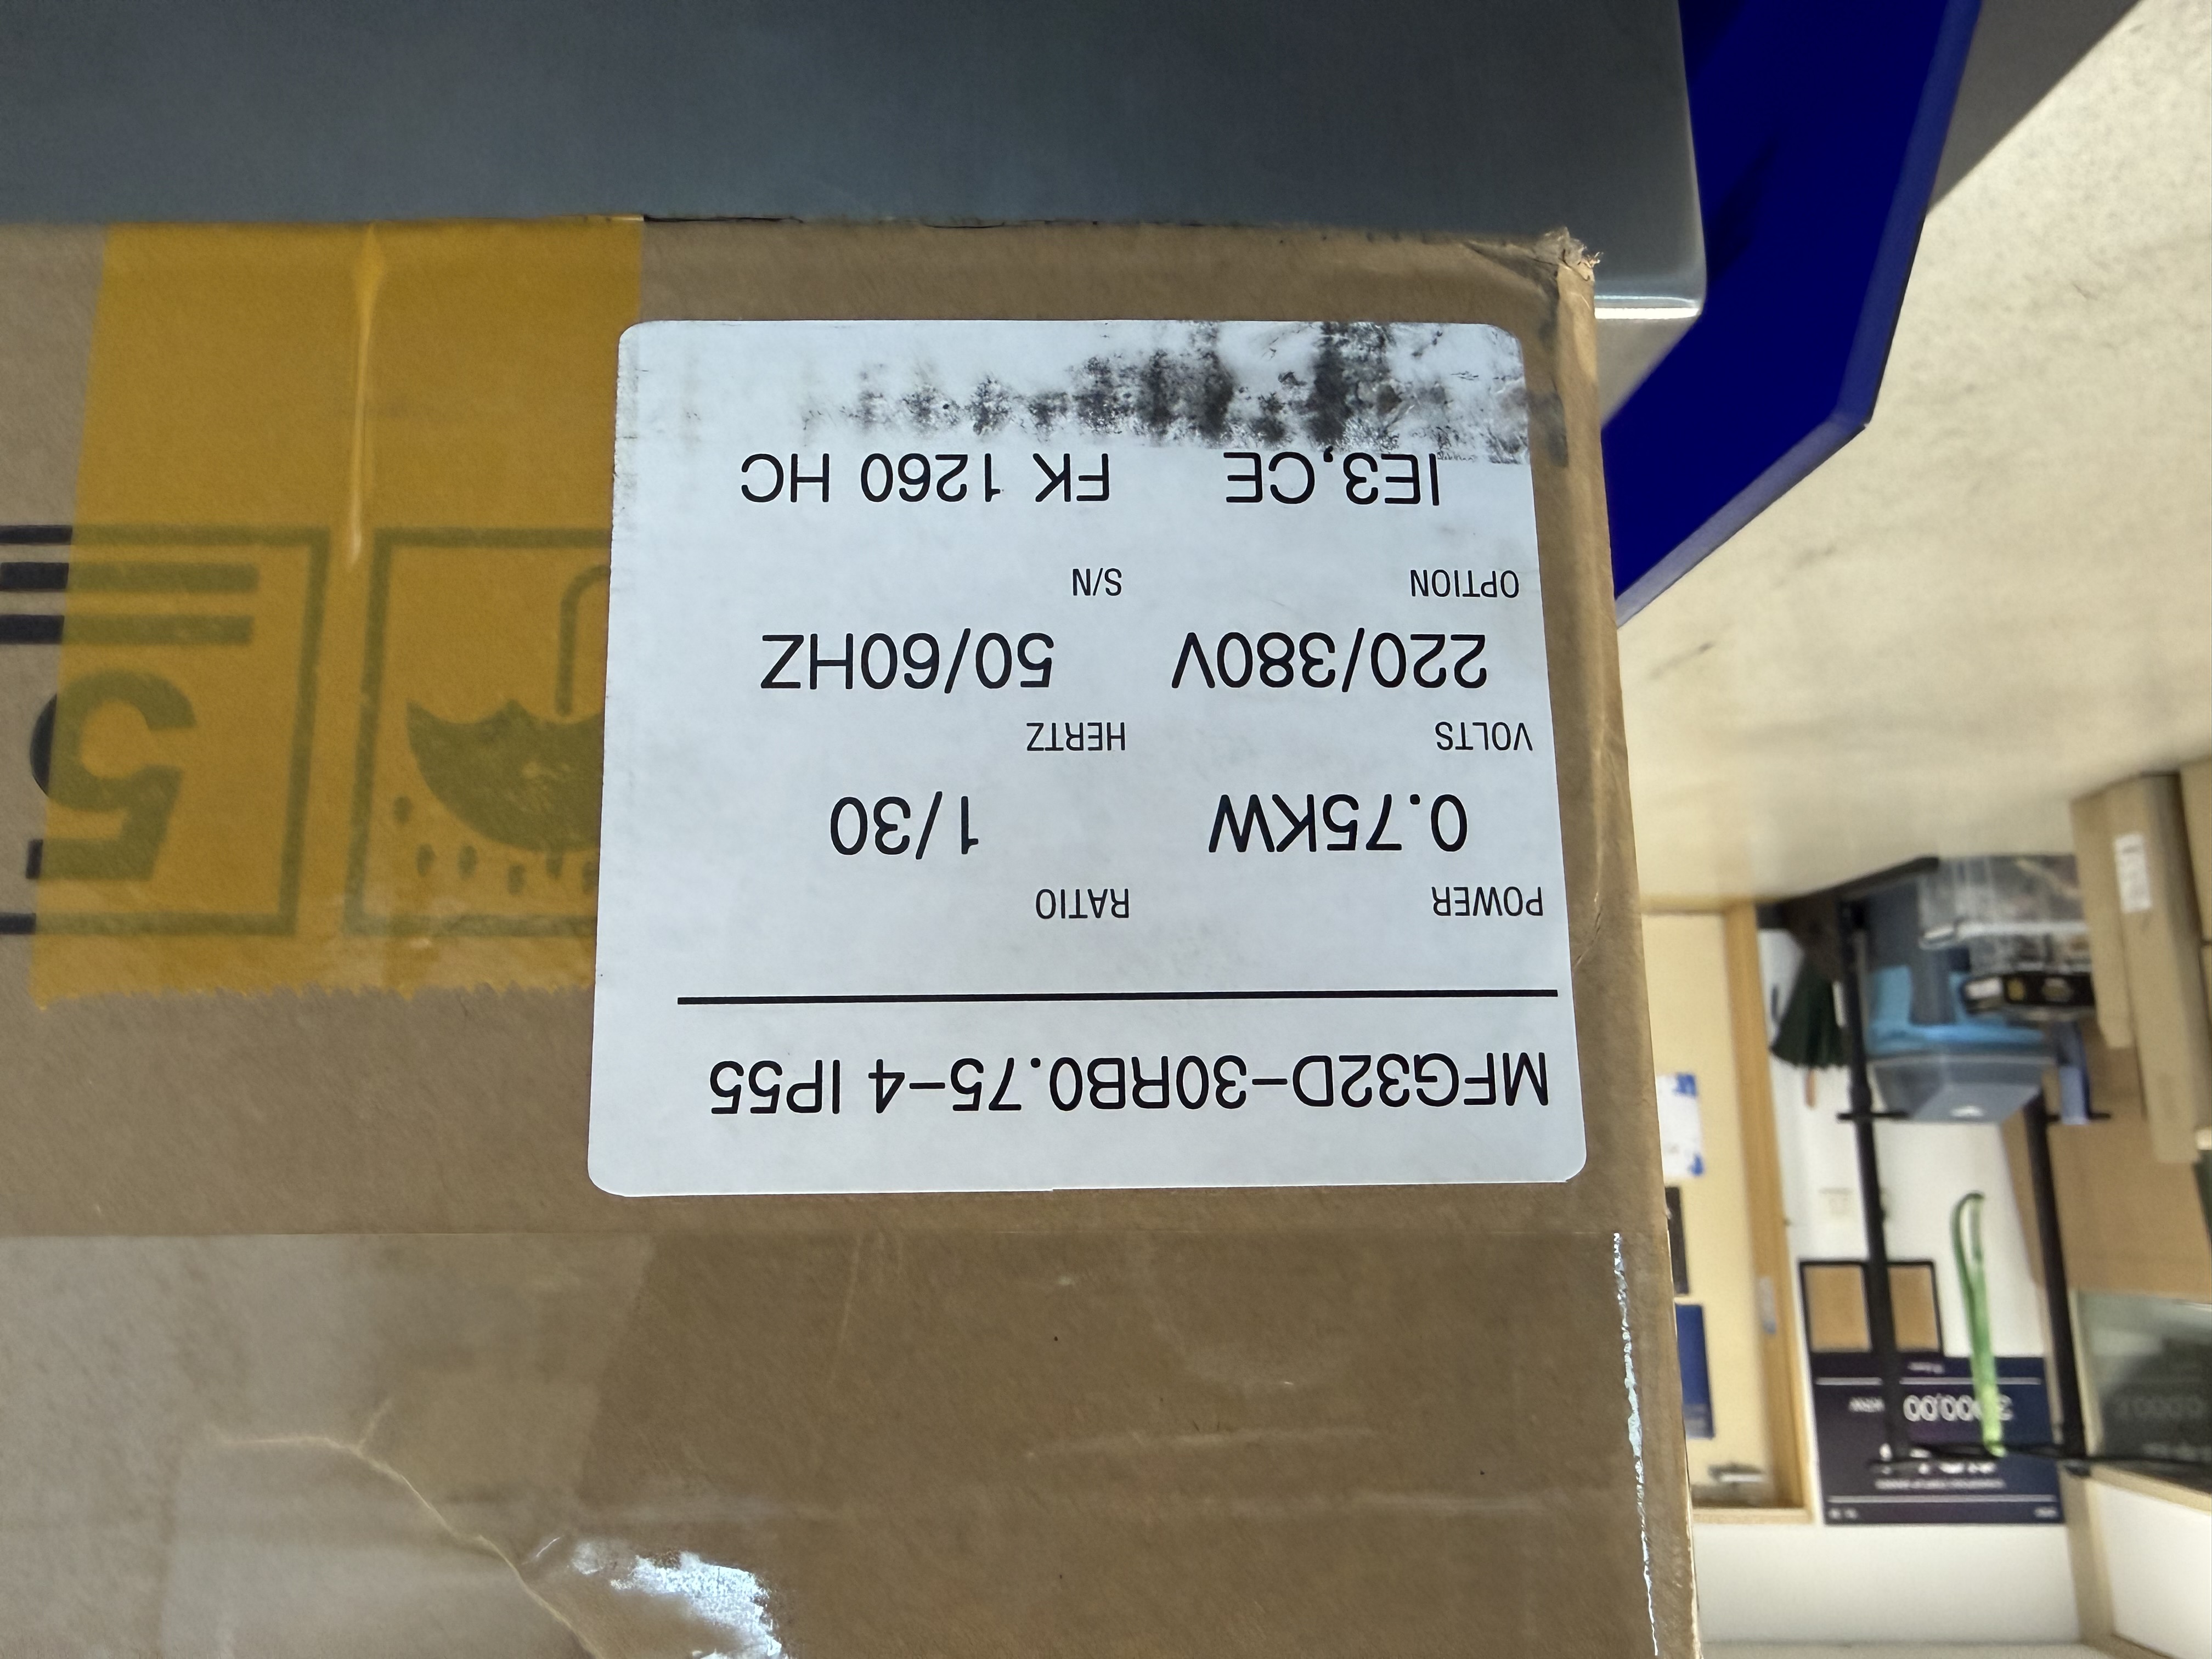 MFG32D-30RB0.75-4 IP55
POWER RATIO
0.75KW 1/30
VOLTS HERTZ
220/380V 50/60HZ
OPTION S/N
IE3,CE FK 1260 HC
5